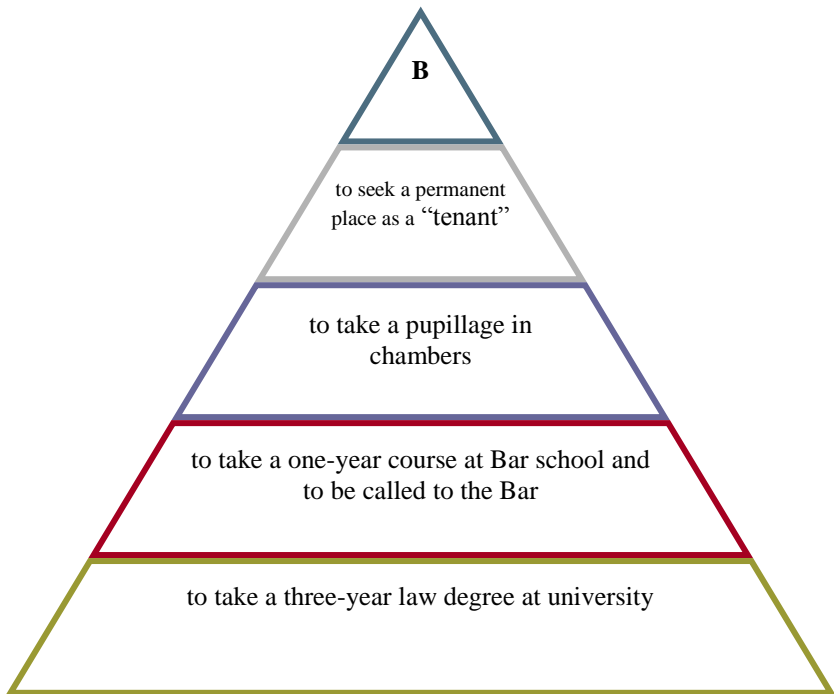 B
to seek a permanent
place as a “tenant”
to take a pupillage in
chambers
to take a one-year course at Bar school and
to be called to the Bar
to take a three-year law degree at university